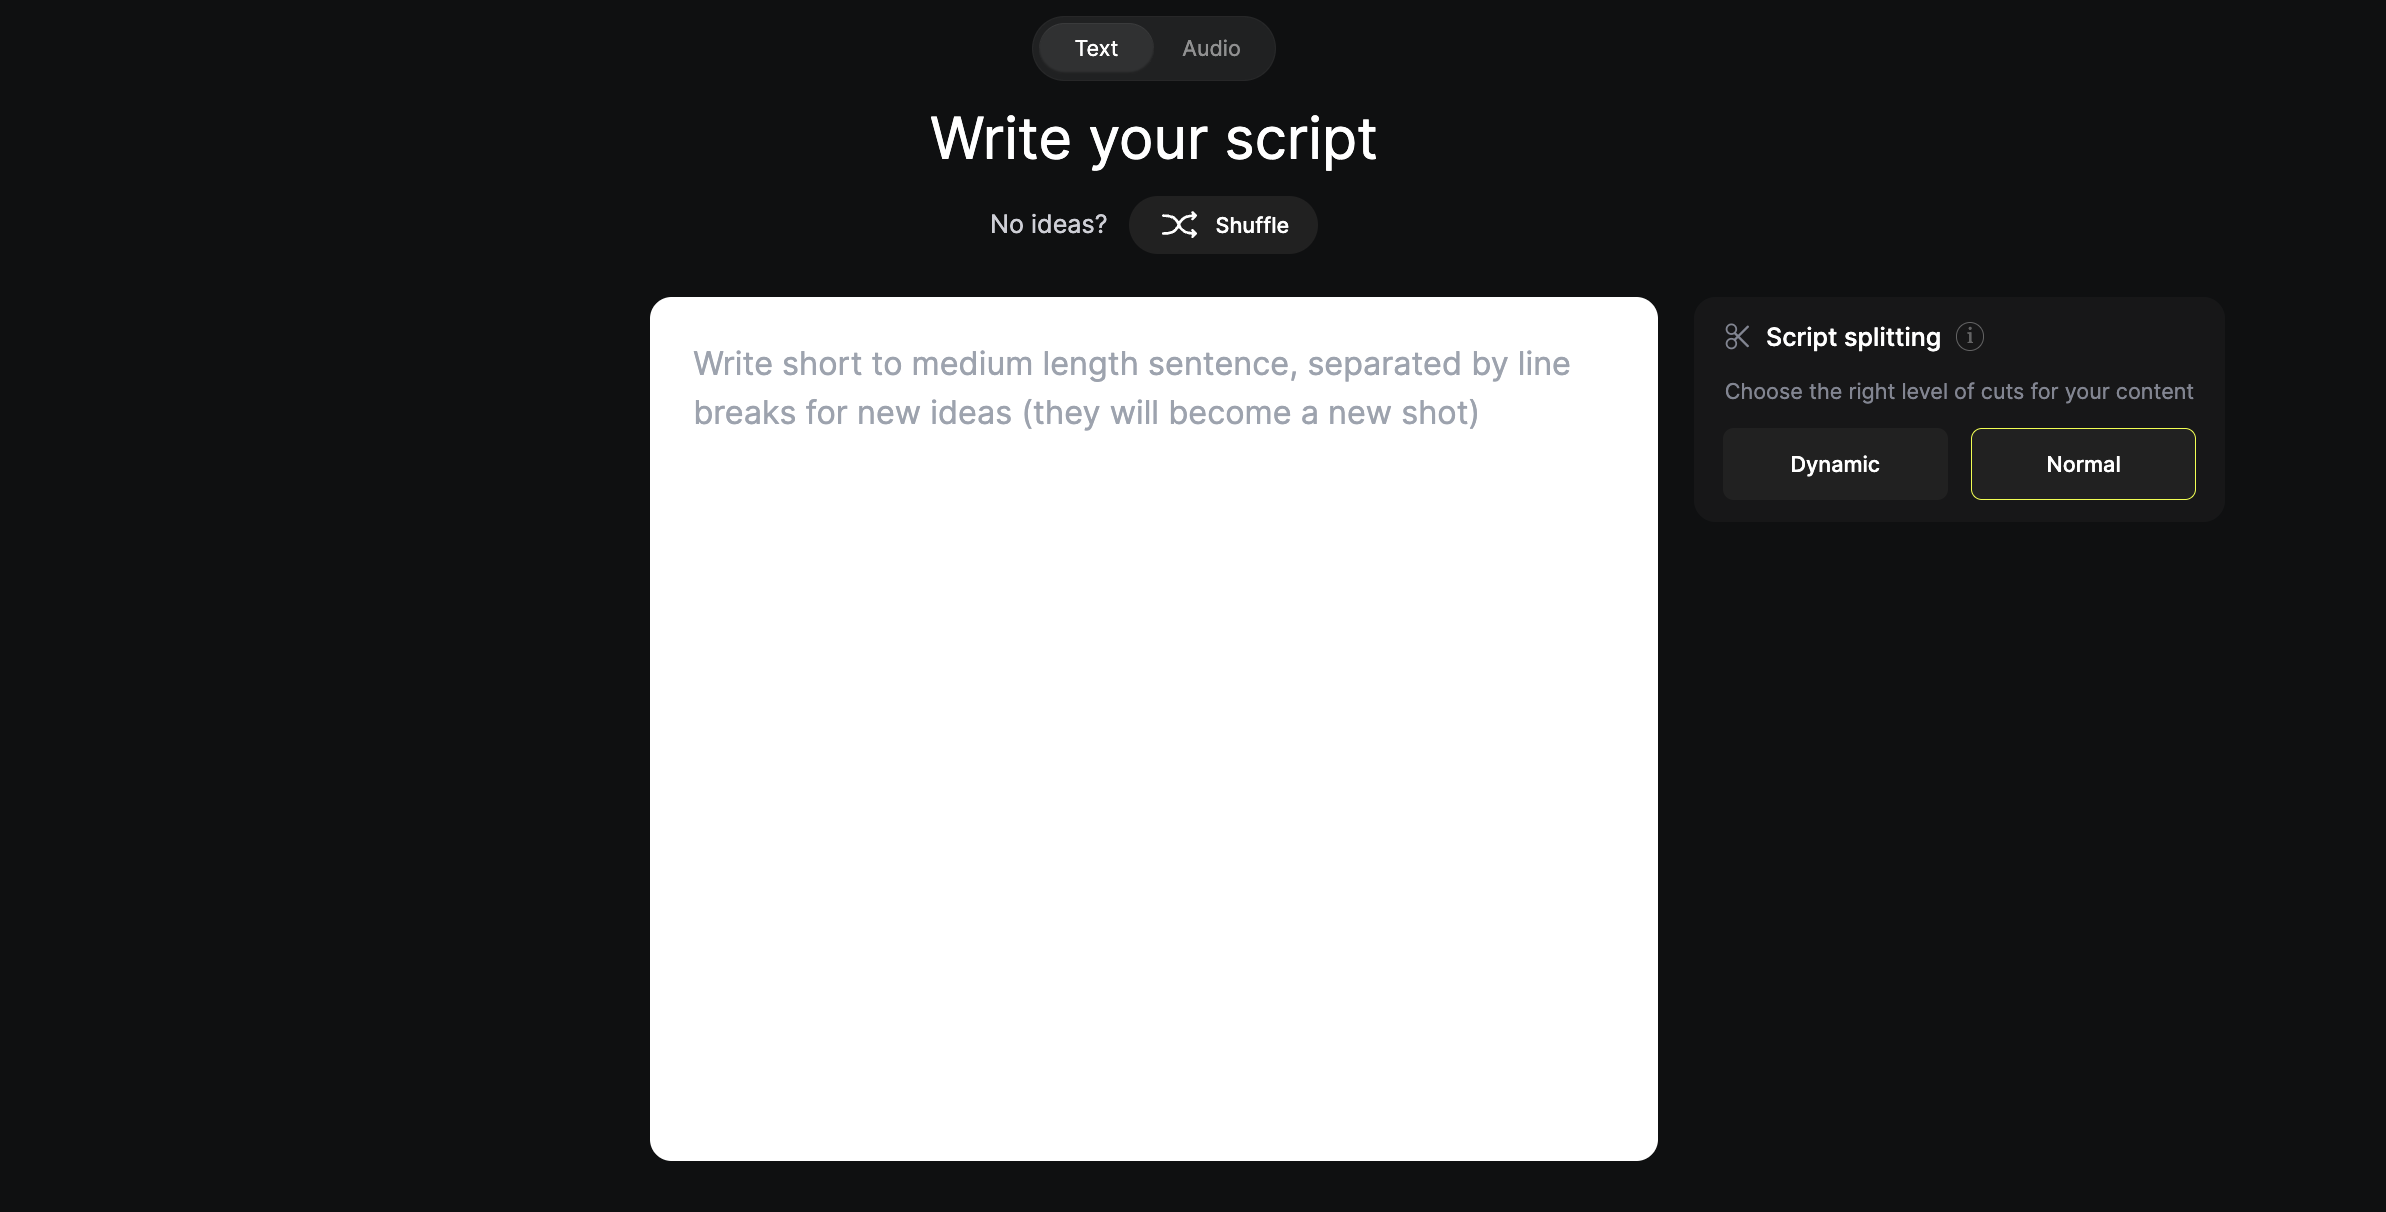 Text
Audio
Write your script
No ideas?
Shuffle
Write short to medium length sentence, separated by line
breaks for new ideas (they will become a new shot)
Script splitting
Choose the right level of cuts for your content
Dynamic
Normal